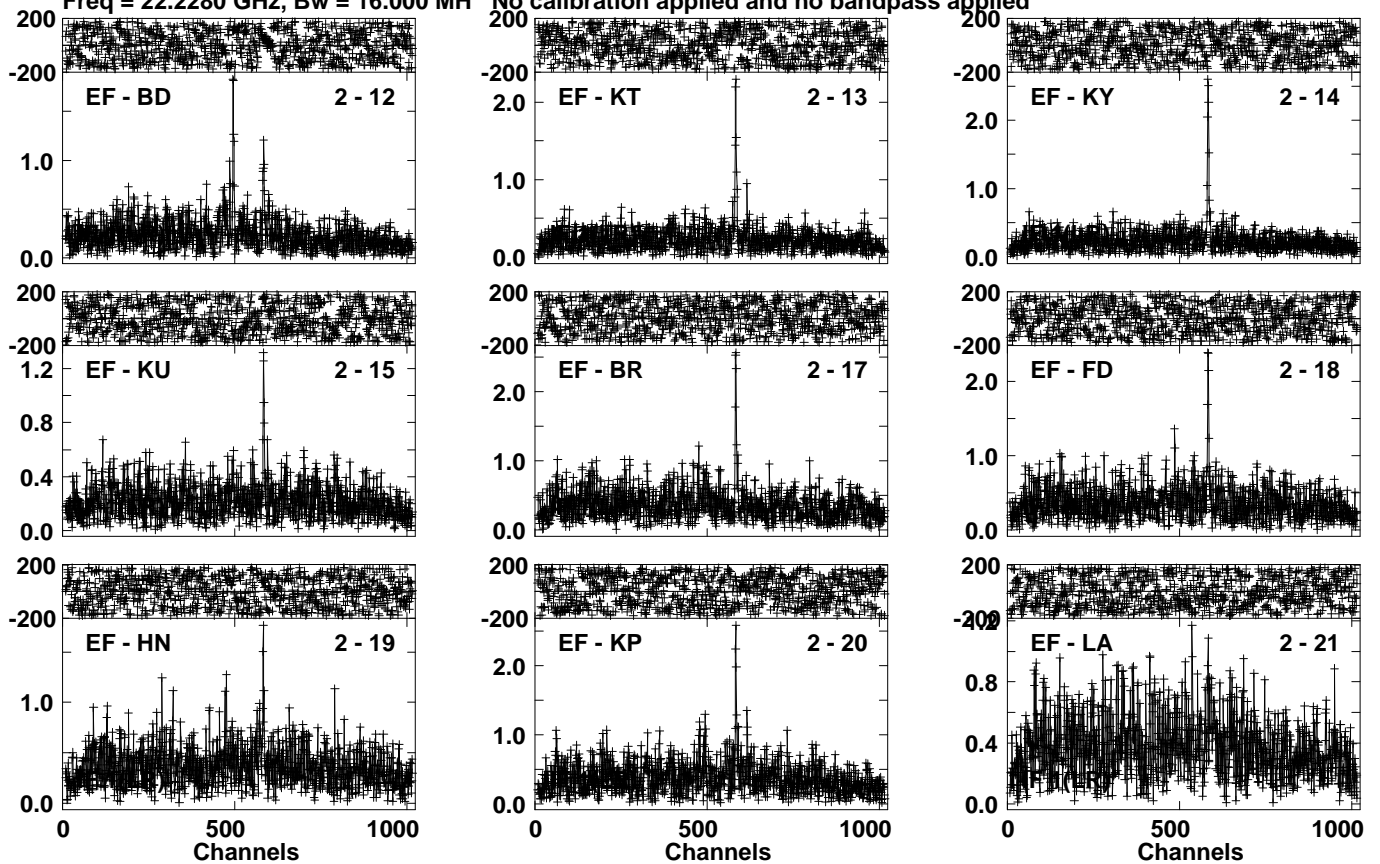 Freq = 22.2280 GHz, Bw = 16.000 MH No calibration applied and no bandpass applied
200 200 200
-200 -200 -200
EF - BD 2 - 12 EF - KT 2 - 13 EF - KY 2 - 14
2.0 2.0
1.0 1.0 1.0
0.0 0.0 0.0
200 200 200
-200 -200 -200
EF - KU 2 - 15 EF - BR 2 - 17 EF - FD 2 - 18
1.2 2.0 2.0
0.8
0.4 1.0 1.0
0.0 0.0 0.0
200 200 200
-200 -200 -200
1.2
EF - HN 2 - 19 EF - KP 2 - 20 EF - LA 2 - 21
2.0 0.8
1.0 1.0 0.4
0.0 0.0 0.0
0 500 1000 0 500 1000 0 500 1000
Channels Channels Channels